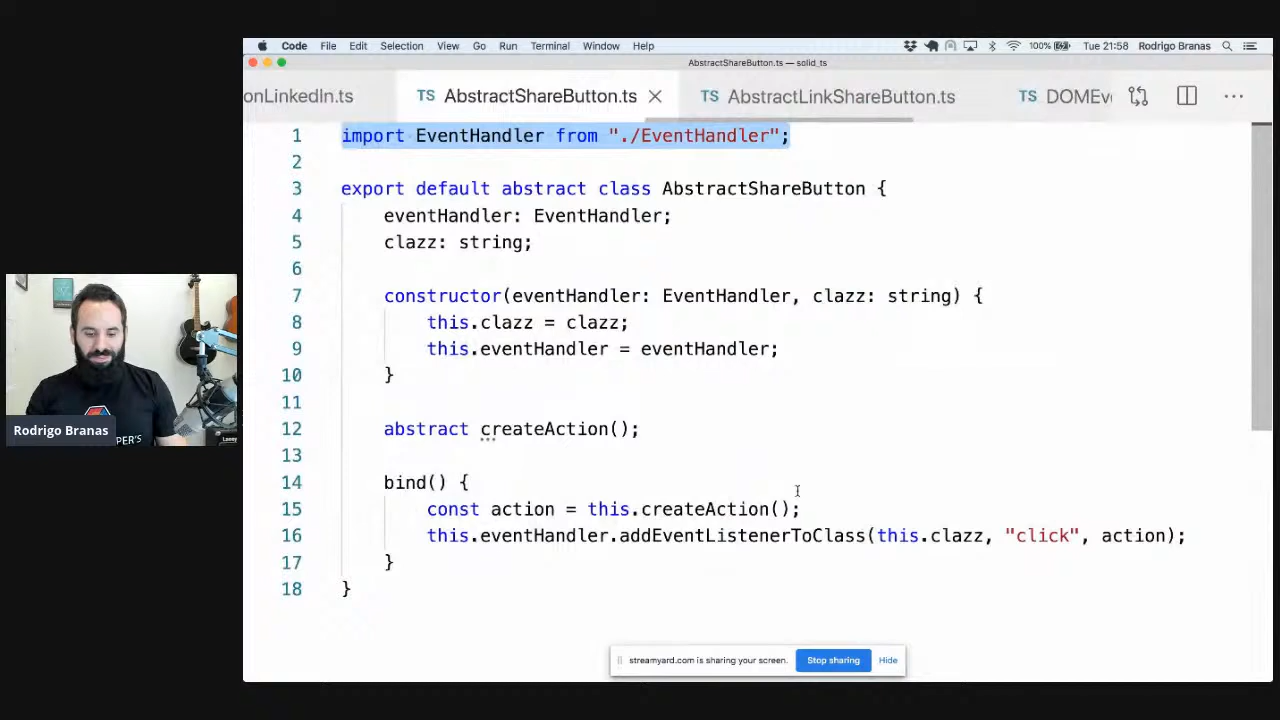 Code File Edit Selection View Go Run Terminal Window Help 100% Tue 21:58 Rodrigo Branas
AbstractShareButton.ts — solid_ts
onLinkedIn.ts TS AbstractShareButton.ts TS AbstractLinkShareButton.ts TS DOMEv
1 import EventHandler from "./EventHandler";
2
3 export default abstract class AbstractShareButton {
4 eventHandler: EventHandler;
5 clazz: string;
6
7 constructor(eventHandler: EventHandler, clazz: string) {
8 this.clazz = clazz;
9 this.eventHandler = eventHandler;
10 }
11
12 abstract createAction();
13
14 bind() {
15 const action = this.createAction();
16 this.eventHandler.addEventListenerToClass(this.clazz, "click", action);
17 }
18 }
Rodrigo Branas
PER'S
streamyard.com is sharing your screen. Stop sharing Hide